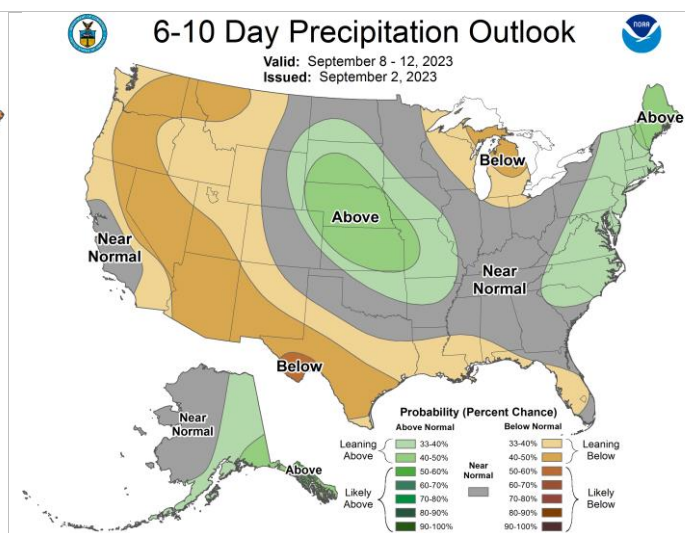 6-10 Day Precipitation Outlook
Valid: September 8 - 12, 2023
Issued: September 2, 2023
NOAA
Above
Below
Above
Near
Normal
Near
Normal
Below
Near
Normal
Above
Probability (Percent Chance)
Above Normal
Below Normal
Leaning
Above
33-40%
40-50%
Likely
Above
50-60%
60-70%
70-80%
80-90%
90-100%
Near
Normal
33-40%
40-50%
Leaning
Below
50-60%
60-70%
70-80%
80-90%
90-100%
Likely
Below